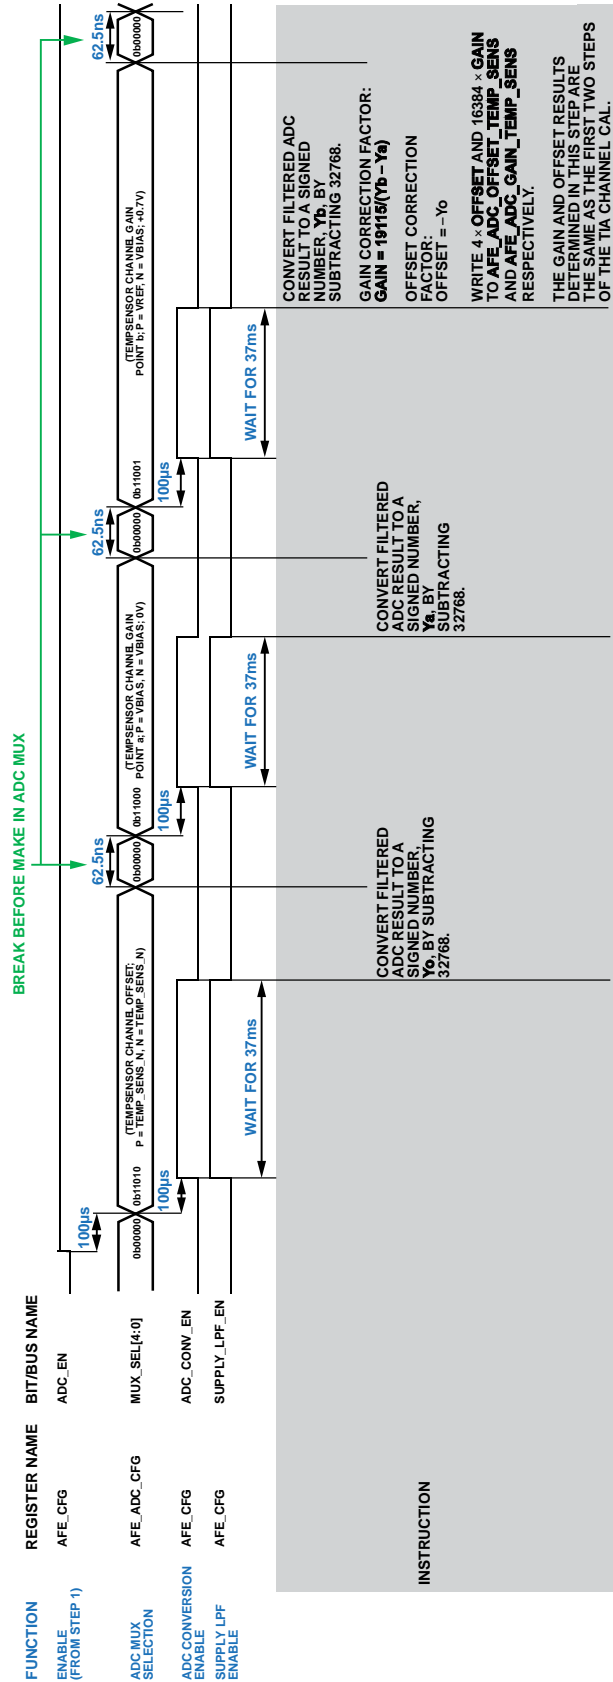 BREAK BEFORE MAKE IN ADC MUX
FUNCTION
REGISTER NAME
BIT/BUS NAME
ENABLE
(FROM STEP 1)
AFE_CFG
ADC_EN
100µs
62.5ns
62.5ns
62.5ns
ADC MUX
SELECTION
AFE_ADC_CFG
MUX_SEL[4:0]
0b00000
0b11010
(TEMPSENSOR CHANNEL OFFSET;
P = TEMP_SENS_N, N = TEMP_SENS_N)
0b00000
0b11000
(TEMPSENSOR CHANNEL GAIN
POINT a; P = VBIAS, N = VBIAS; 0V)
0b00000
0b11001
(TEMPSENSOR CHANNEL GAIN
POINT b; P = VREF, N = VBIAS; +0.7V)
0b00000
100µs
100µs
100µs
ADC CONVERSION
ENABLE
AFE_CFG
ADC_CONV_EN
SUPPLY LPF
ENABLE
AFE_CFG
SUPPLY_LPF_EN
WAIT FOR 37ms
WAIT FOR 37ms
WAIT FOR 37ms
INSTRUCTION
CONVERT FILTERED
ADC RESULT TO A
SIGNED NUMBER,
Yo, BY SUBTRACTING
32768.
CONVERT FILTERED
ADC RESULT TO A
SIGNED NUMBER,
Ya, BY
SUBTRACTING
32768.
CONVERT FILTERED ADC
RESULT TO A SIGNED
NUMBER, Yb, BY
SUBTRACTING 32768.
GAIN CORRECTION FACTOR:
GAIN = 19115/(Yb – Ya)
OFFSET CORRECTION
FACTOR:
OFFSET = –Yo
WRITE 4 × OFFSET AND 16384 × GAIN
TO AFE_ADC_OFFSET_TEMP_SENS
AND AFE_ADC_GAIN_TEMP_SENS
RESPECTIVELY.
THE GAIN AND OFFSET RESULTS
DETERMINED IN THIS STEP ARE
THE SAME AS THE FIRST TWO STEPS
OF THE TIA CHANNEL CAL.